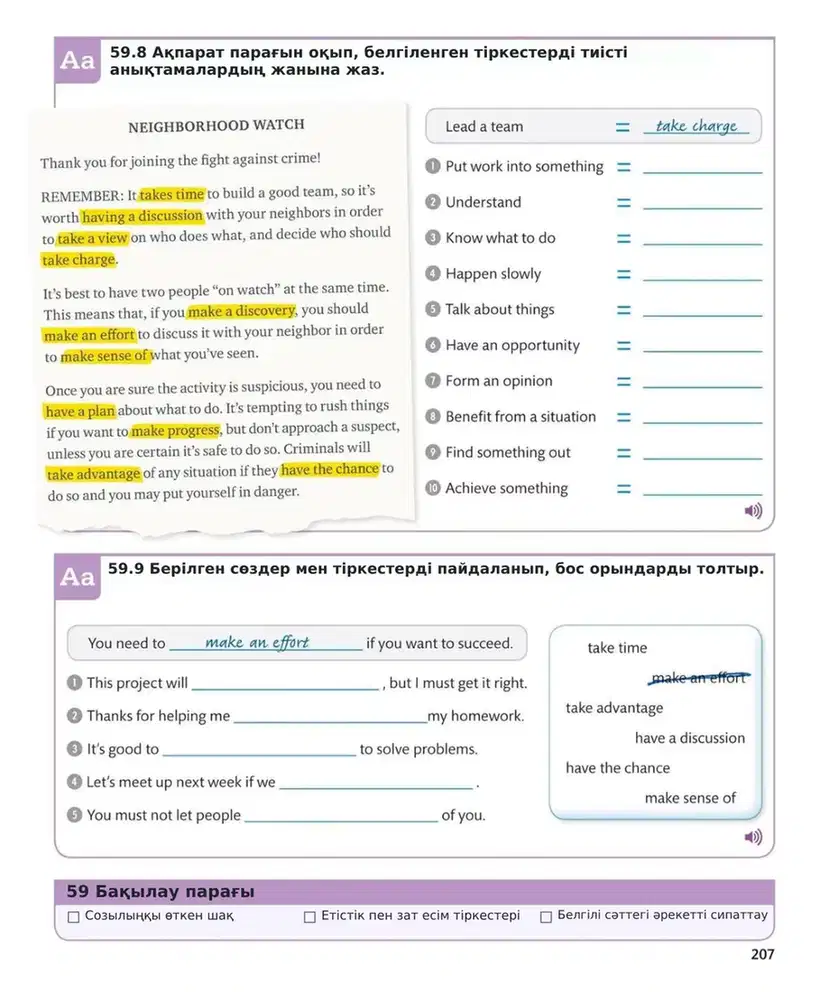 Aa
59.8 Ақпарат парағын оқып, белгіленген тіркестерді тиісті
анықтамалардың жанына жаз.
NEIGHBORHOOD WATCH
Thank you for joining the fight against crime!
REMEMBER: It takes time to build a good team, so it's
worth having a discussion with your neighbors in order
to take a view on who does what, and decide who should
take charge.
It's best to have two people "on watch" at the same time.
This means that, if you make a discovery, you should
make an effort to discuss it with your neighbor in order
to make sense of what you've seen.
Once you are sure the activity is suspicious, you need to
have a plan about what to do. It's tempting to rush things
if you want to make progress, but don't approach a suspect,
unless you are certain it's safe to do so. Criminals will
take advantage of any situation if they have the chance to
do so and you may put yourself in danger.
Lead a team = take charge
1 Put work into something =
2 Understand =
3 Know what to do =
4 Happen slowly =
5 Talk about things =
6 Have an opportunity =
7 Form an opinion =
8 Benefit from a situation =
9 Find something out =
10 Achieve something =
Aa
59.9 Берілген сөздер мен тіркестерді пайдаланып, бос орындарды толтыр.
You need to make an effort if you want to succeed.
1 This project will , but I must get it right.
2 Thanks for helping me my homework.
3 It's good to to solve problems.
4 Let's meet up next week if we .
5 You must not let people of you.
take time
make an effort
take advantage
have a discussion
have the chance
make sense of
59 Бақылау парағы
Созылыңқы өткен шақ
Етістік пен зат есім тіркестері
Белгілі сәттегі әрекетті сипаттау
207